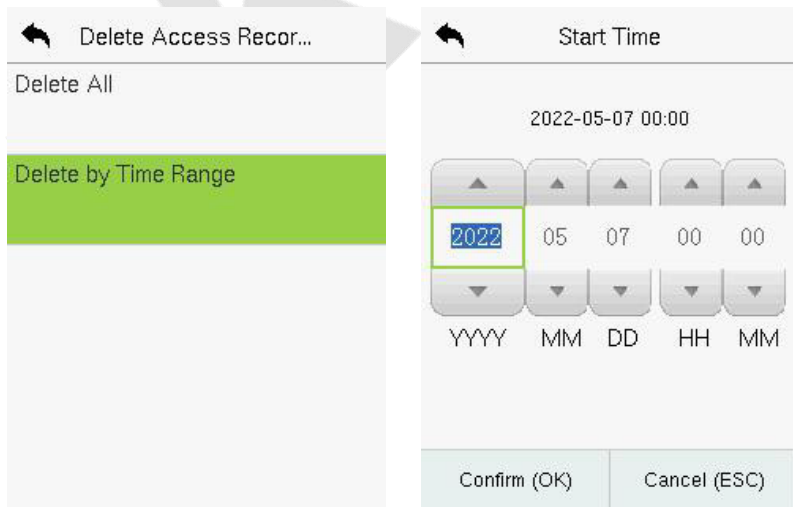 Delete Access Recor...
Delete All
Delete by Time Range
Start Time
2022-05-07 00:00
2022 05 07 00 00
YYYY MM DD HH MM
Confirm (OK) Cancel (ESC)